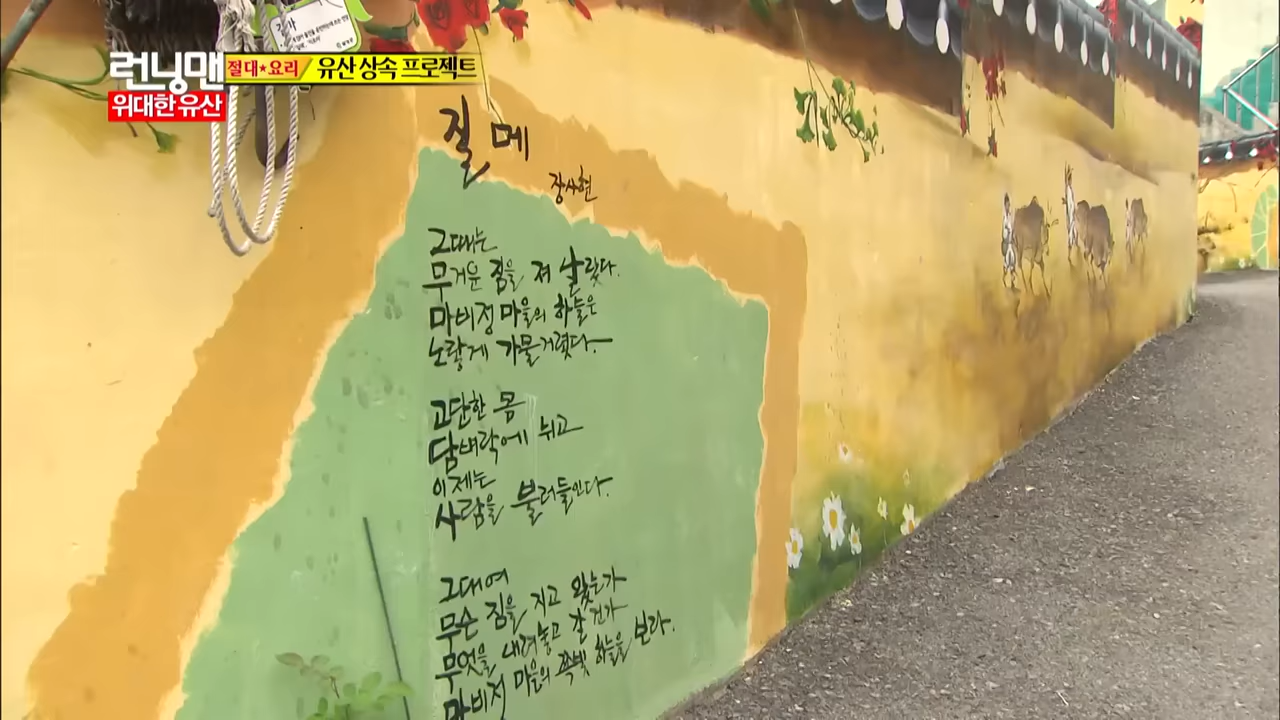 런닝맨
위대한 유산
절대★요리
유산 상속 프로젝트
질메
장사현
그때는
무거운 짐을 져 날랐다.
마비정 마을의 하늘은
노랗게 가물거렸다.
고단한 몸
담벼락에 뉘고
이제는
사람을 불러들인다.
그대여
무슨 짐을 지고 왔는가
무엇을 내려놓고 갈 건가
마비정 마을의 쪽빛 하늘을 보라.